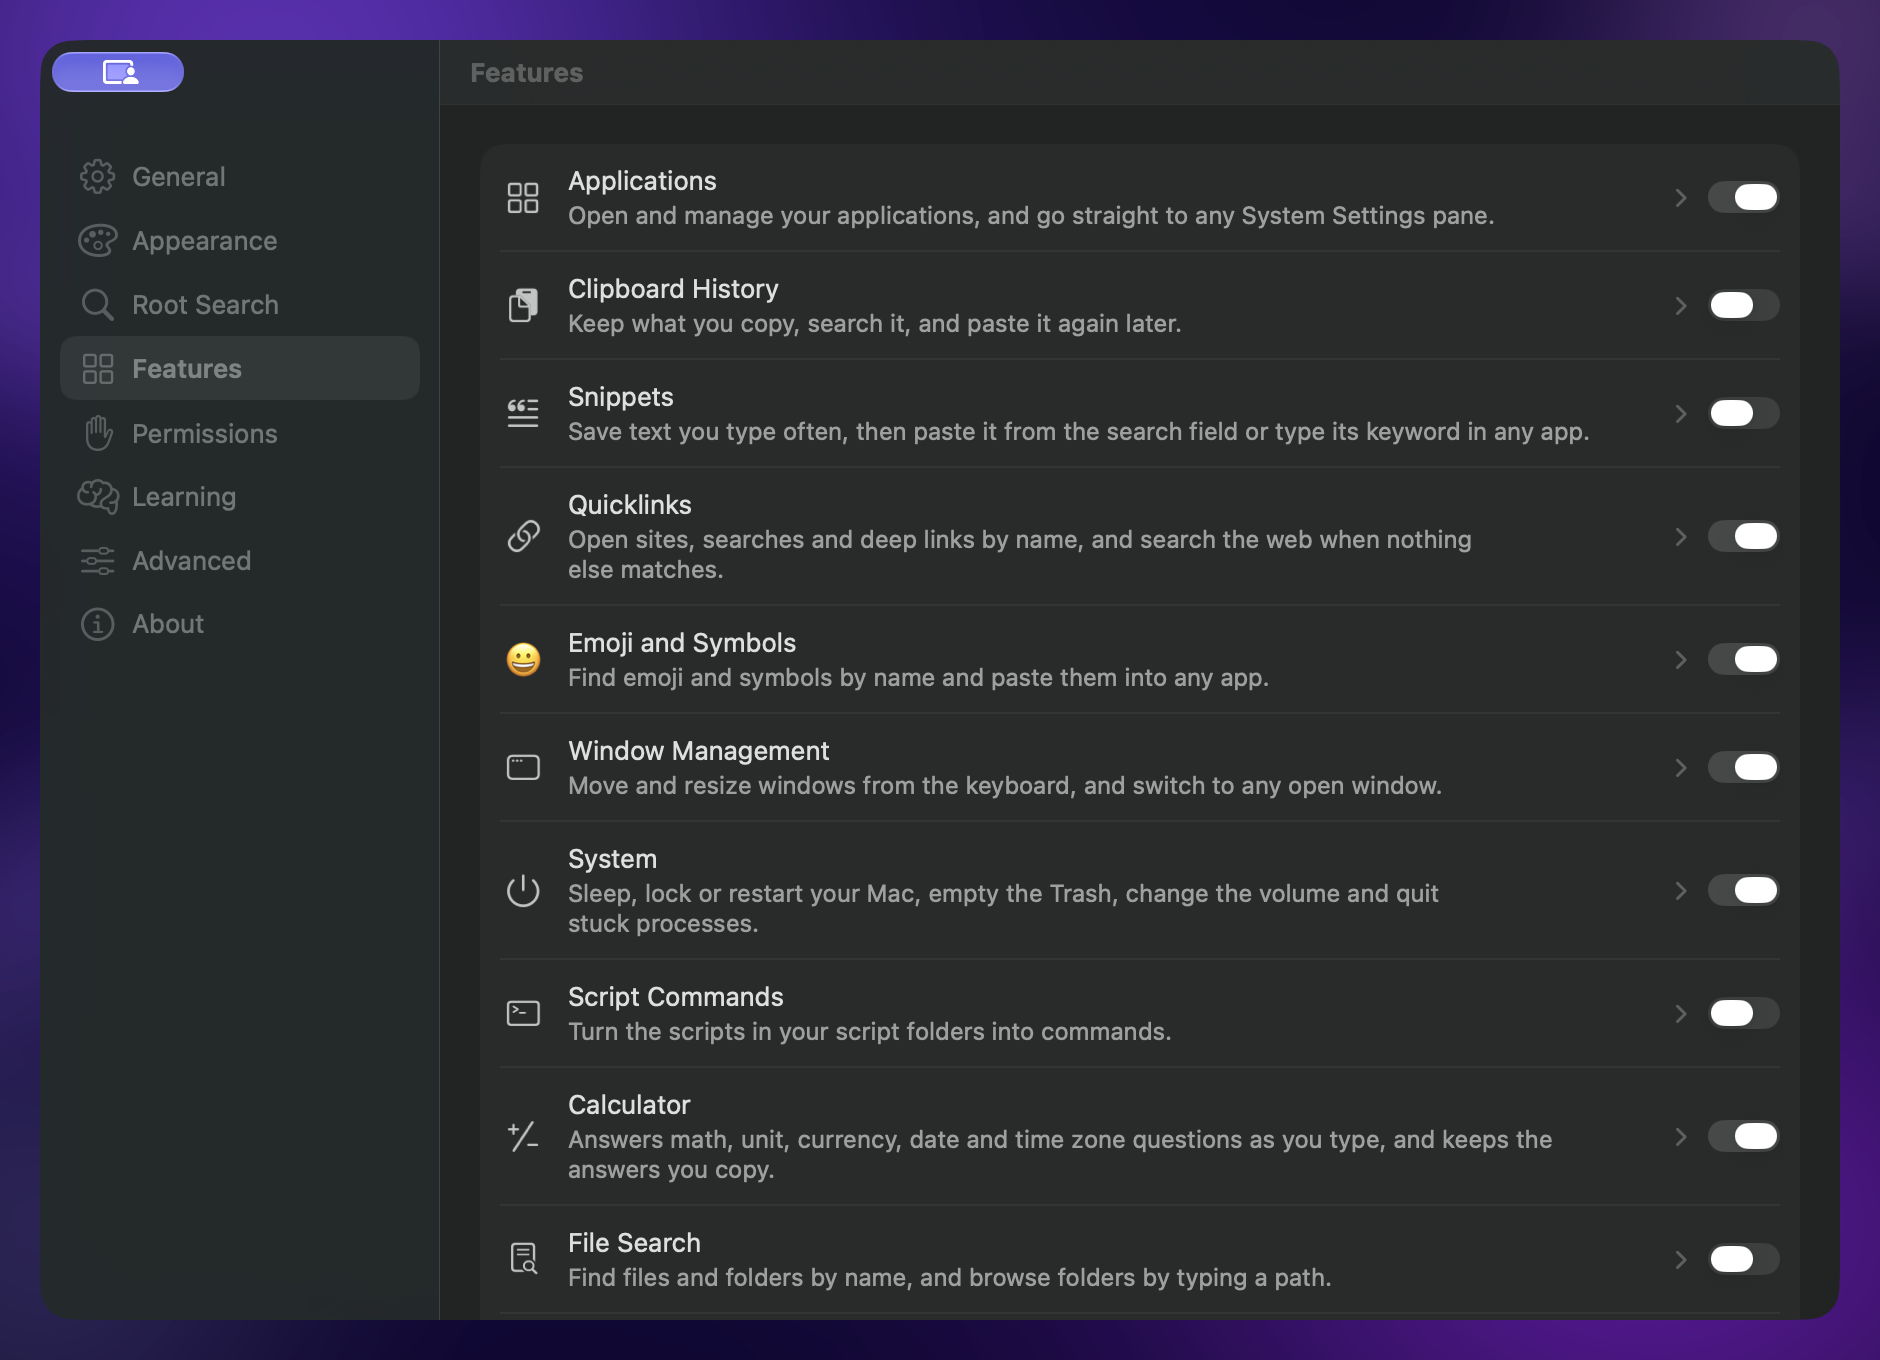 Features
General
Appearance
Root Search
Features
Permissions
Learning
Advanced
About
Applications
Open and manage your applications, and go straight to any System Settings pane.
Clipboard History
Keep what you copy, search it, and paste it again later.
Snippets
Save text you type often, then paste it from the search field or type its keyword in any app.
Quicklinks
Open sites, searches and deep links by name, and search the web when nothing
else matches.
Emoji and Symbols
Find emoji and symbols by name and paste them into any app.
Window Management
Move and resize windows from the keyboard, and switch to any open window.
System
Sleep, lock or restart your Mac, empty the Trash, change the volume and quit
stuck processes.
Script Commands
Turn the scripts in your script folders into commands.
Calculator
Answers math, unit, currency, date and time zone questions as you type, and keeps the
answers you copy.
File Search
Find files and folders by name, and browse folders by typing a path.